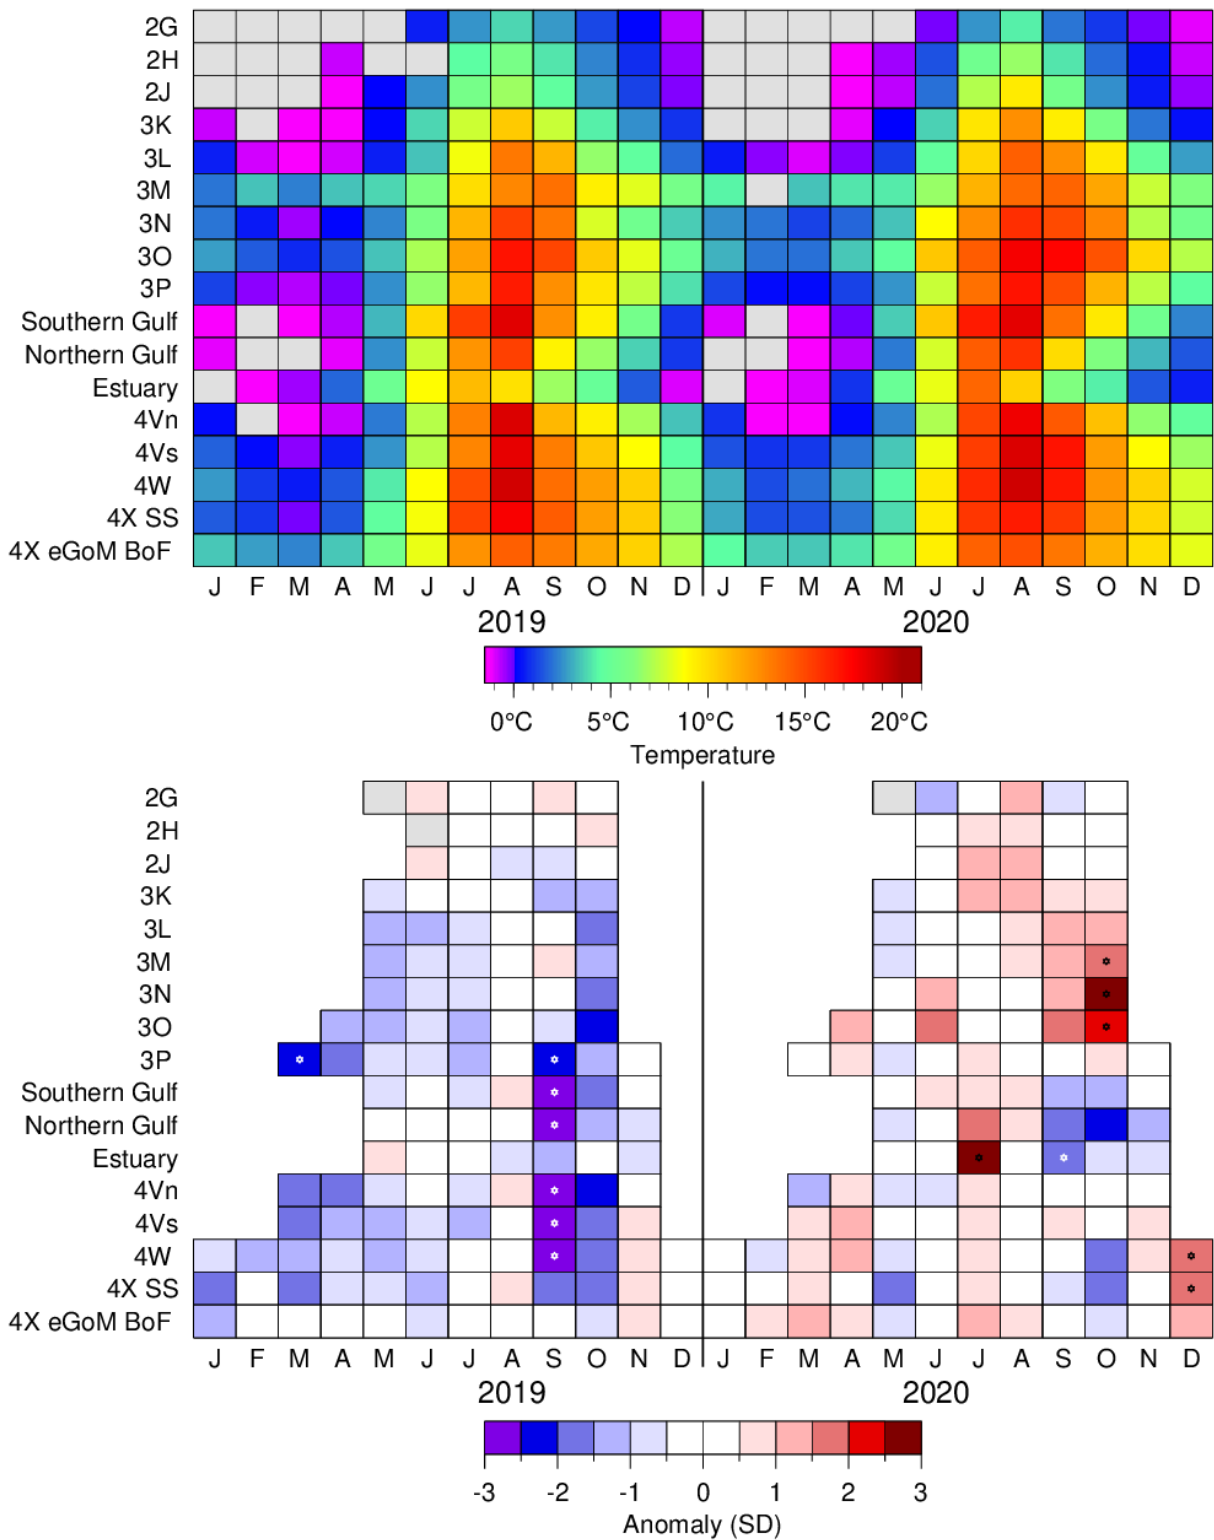 2G
2H
2J
3K
3L
3M
3N
3O
3P
Southern Gulf
Northern Gulf
Estuary
4Vn
4Vs
4W
4X SS
4X eGoM BoF
J F M A M J J A S O N D J F M A M J J A S O N D
2019 2020
0°C 5°C 10°C 15°C 20°C
Temperature
2G
2H
2J
3K
3L
3M
3N
3O
3P
Southern Gulf
Northern Gulf
Estuary
4Vn
4Vs
4W
4X SS
4X eGoM BoF
J F M A M J J A S O N D J F M A M J J A S O N D
2019 2020
-3 -2 -1 0 1 2 3
Anomaly (SD)